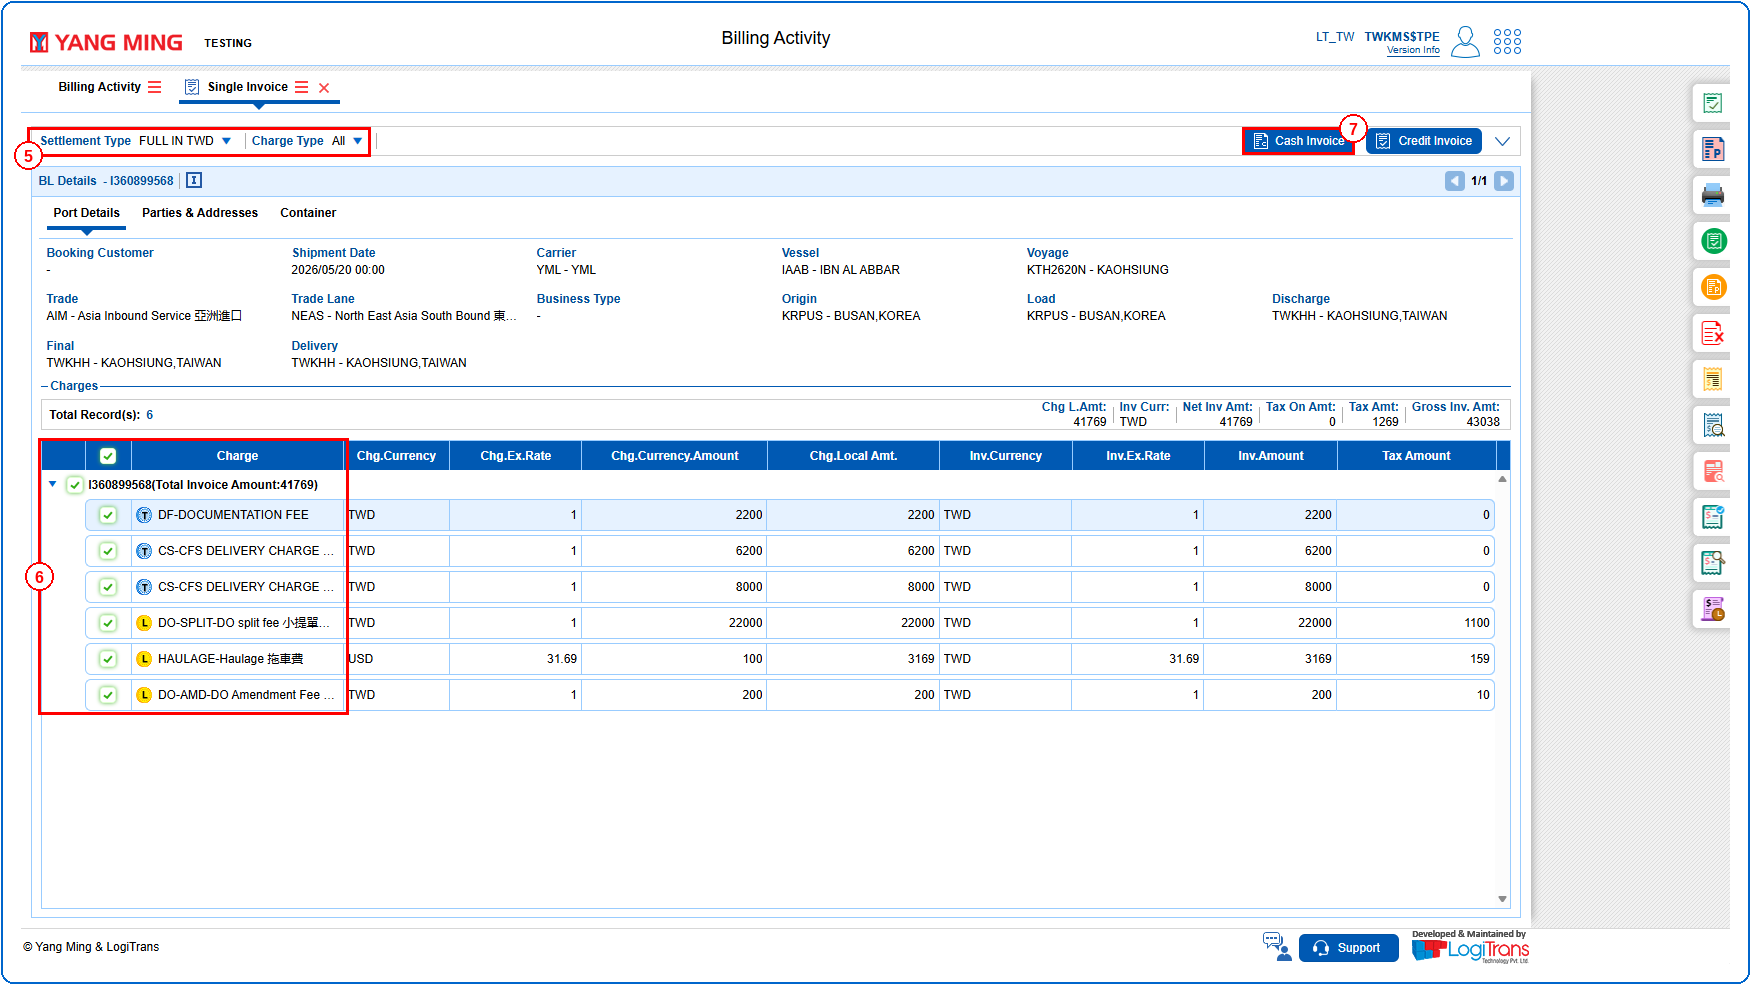 YANG MING TESTING
Billing Activity
LT_TW TWKMS$TPE
Version Info
Billing Activity Single Invoice
5 Settlement Type FULL IN TWD Charge Type All
Cash Invoice 7 Credit Invoice
BL Details - I360899568 I 1/1
Port Details Parties & Addresses Container
Booking Customer Shipment Date Carrier Vessel Voyage
- 2026/05/20 00:00 YML - YML IAAB - IBN AL ABBAR KTH2620N - KAOHSIUNG
Trade Trade Lane Business Type Origin Load Discharge
AIM - Asia Inbound Service 亞洲進口 NEAS - North East Asia South Bound 東... - KRPUS - BUSAN,KOREA KRPUS - BUSAN,KOREA TWKHH - KAOHSIUNG,TAIWAN
Final Delivery
TWKHH - KAOHSIUNG,TAIWAN TWKHH - KAOHSIUNG,TAIWAN
Charges
Total Record(s): 6
Chg L.Amt: Inv Curr: Net Inv Amt: Tax On Amt: Tax Amt: Gross Inv. Amt:
41769 TWD 41769 0 1269 43038
Charge Chg.Currency Chg.Ex.Rate Chg.Currency.Amount Chg.Local Amt. Inv.Currency Inv.Ex.Rate Inv.Amount Tax Amount
I360899568(Total Invoice Amount:41769)
T DF-DOCUMENTATION FEE TWD 1 2200 2200 TWD 1 2200 0
T CS-CFS DELIVERY CHARGE ... TWD 1 6200 6200 TWD 1 6200 0
6
T CS-CFS DELIVERY CHARGE ... TWD 1 8000 8000 TWD 1 8000 0
L DO-SPLIT-DO split fee 小提單... TWD 1 22000 22000 TWD 1 22000 1100
L HAULAGE-Haulage 拖車費 USD 31.69 100 3169 TWD 31.69 3169 159
L DO-AMD-DO Amendment Fee ... TWD 1 200 200 TWD 1 200 10
© Yang Ming & LogiTrans
Support
Developed & Maintained by
LogiTrans
Technology Pvt. Ltd.